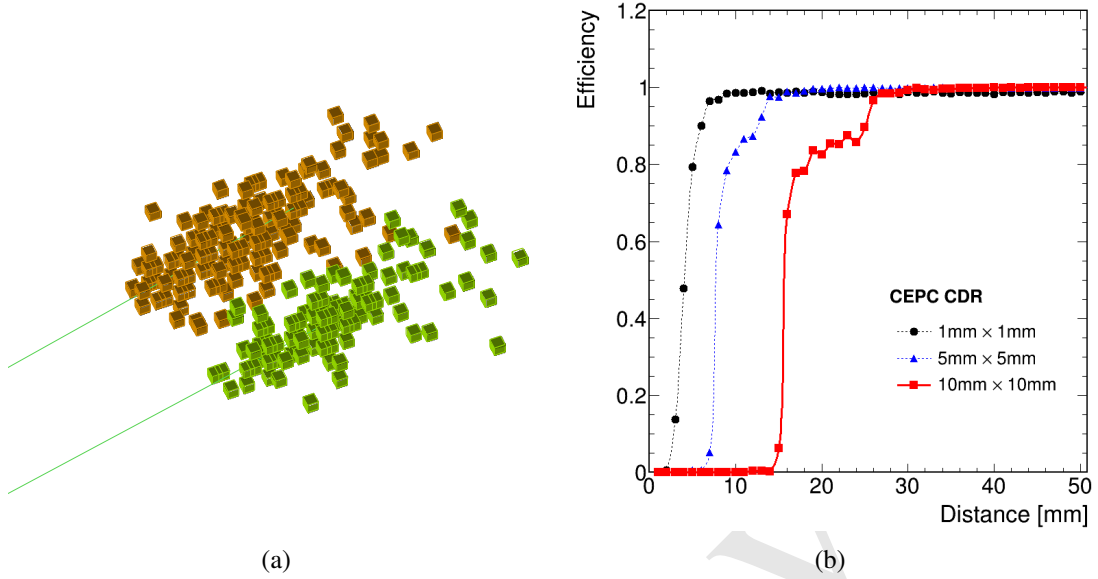 Efficiency
1.2
1
0.8
0.6
0.4
0.2
0
0 10 20 30 40 50
Distance [mm]
CEPC CDR
1mm × 1mm
5mm × 5mm
10mm × 10mm
(a)
(b)